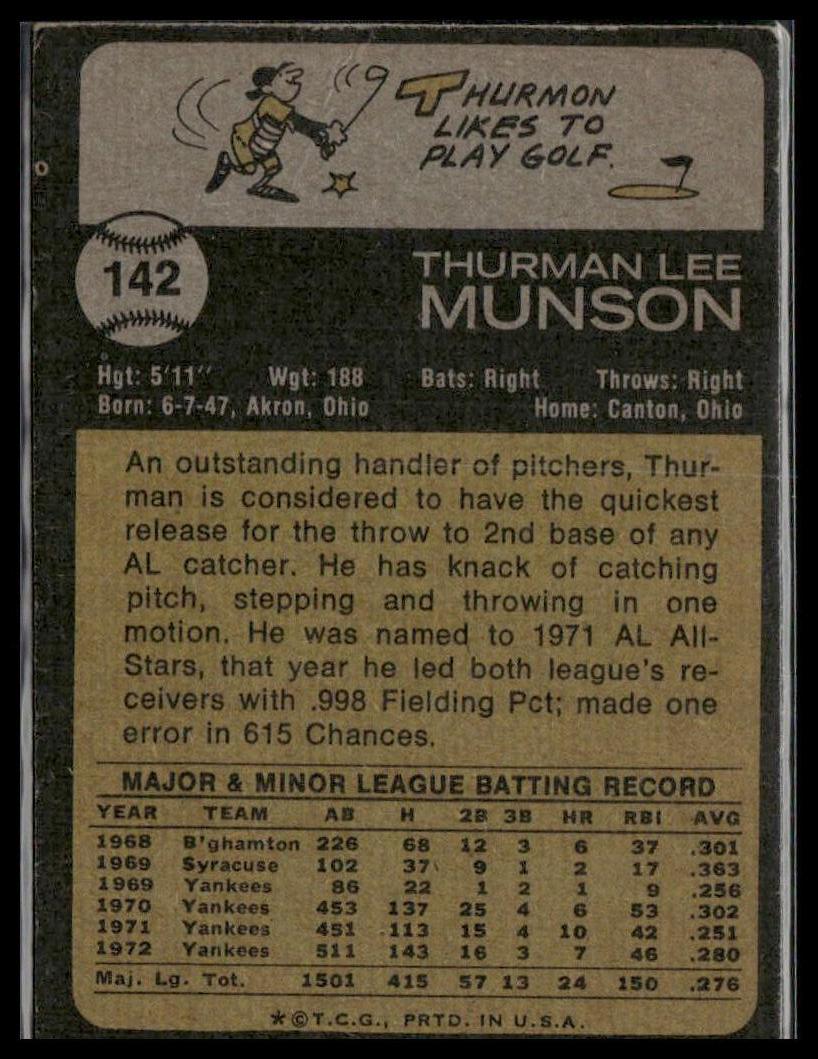 THURMON
LIKES TO
PLAY GOLF.
142
THURMAN LEE
MUNSON
Hgt: 5'11" Wgt: 188 Bats: Right Throws: Right
Born: 6-7-47, Akron, Ohio Home: Canton, Ohio
An outstanding handler of pitchers, Thur-
man is considered to have the quickest
release for the throw to 2nd base of any
AL catcher. He has knack of catching
pitch, stepping and throwing in one
motion. He was named to 1971 AL All-
Stars, that year he led both league's re-
ceivers with .998 Fielding Pct; made one
error in 615 Chances.
MAJOR & MINOR LEAGUE BATTING RECORD
YEAR TEAM AB H 2B 3B HR RBI AVG
1968 B'ghamton 226 68 12 3 6 37 .301
1969 Syracuse 102 37 9 1 2 17 .363
1969 Yankees 86 22 1 2 1 9 .256
1970 Yankees 453 137 25 4 6 53 .302
1971 Yankees 451 113 15 4 10 42 .251
1972 Yankees 511 143 16 3 7 46 .280
Maj. Lg. Tot. 1501 415 57 13 24 150 .276
*©T.C.G., PRTD. IN U.S.A.